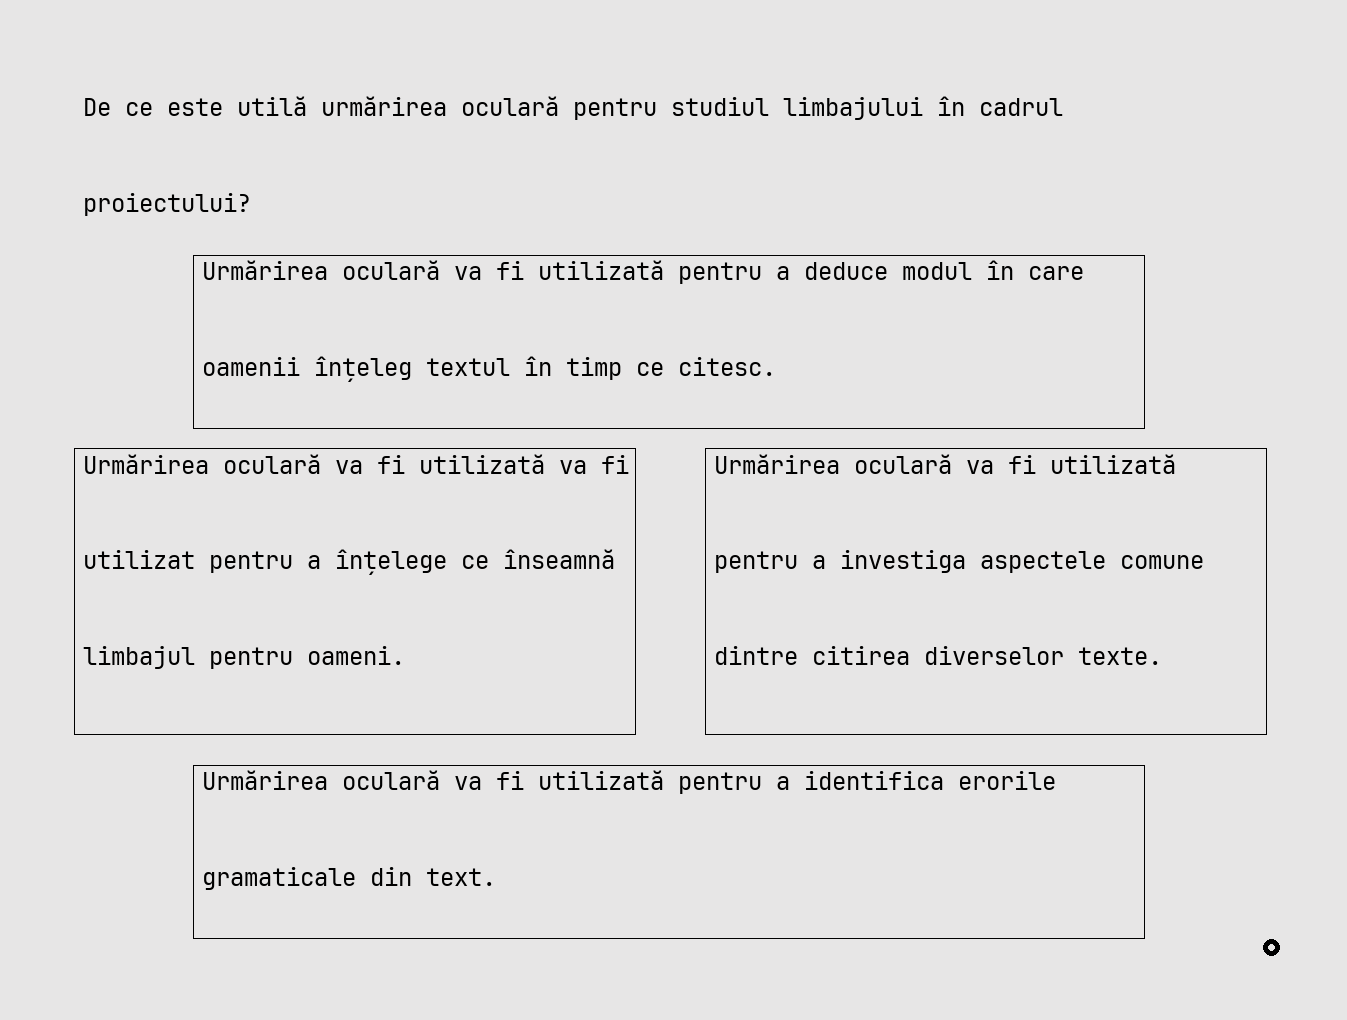 De ce este utilă urmărirea oculară pentru studiul limbajului în cadrul
proiectului?
Urmărirea oculară va fi utilizată pentru a deduce modul în care
oamenii înțeleg textul în timp ce citesc.
Urmărirea oculară va fi utilizată va fi
utilizat pentru a înțelege ce înseamnă
limbajul pentru oameni.
Urmărirea oculară va fi utilizată
pentru a investiga aspectele comune
dintre citirea diverselor texte.
Urmărirea oculară va fi utilizată pentru a identifica erorile
gramaticale din text.